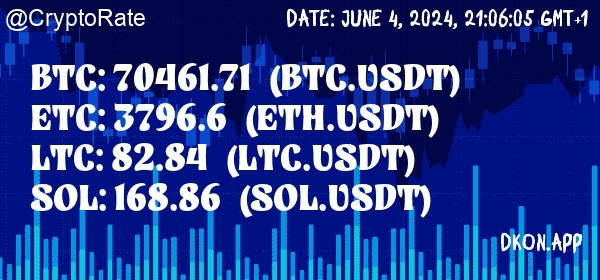 @CryptoRate
DATE: JUNE 4, 2024, 21:06:05 GMT+1
BTC: 70461.71 (BTC.USDT)
ETC: 3796.6 (ETH.USDT)
LTC: 82.84 (LTC.USDT)
SOL: 168.86 (SOL.USDT)
DKON.APP